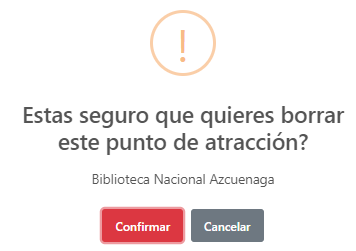 !
Estas seguro que quieres borrar
este punto de atracción?
Biblioteca Nacional Azcuenaga
Confirmar Cancelar